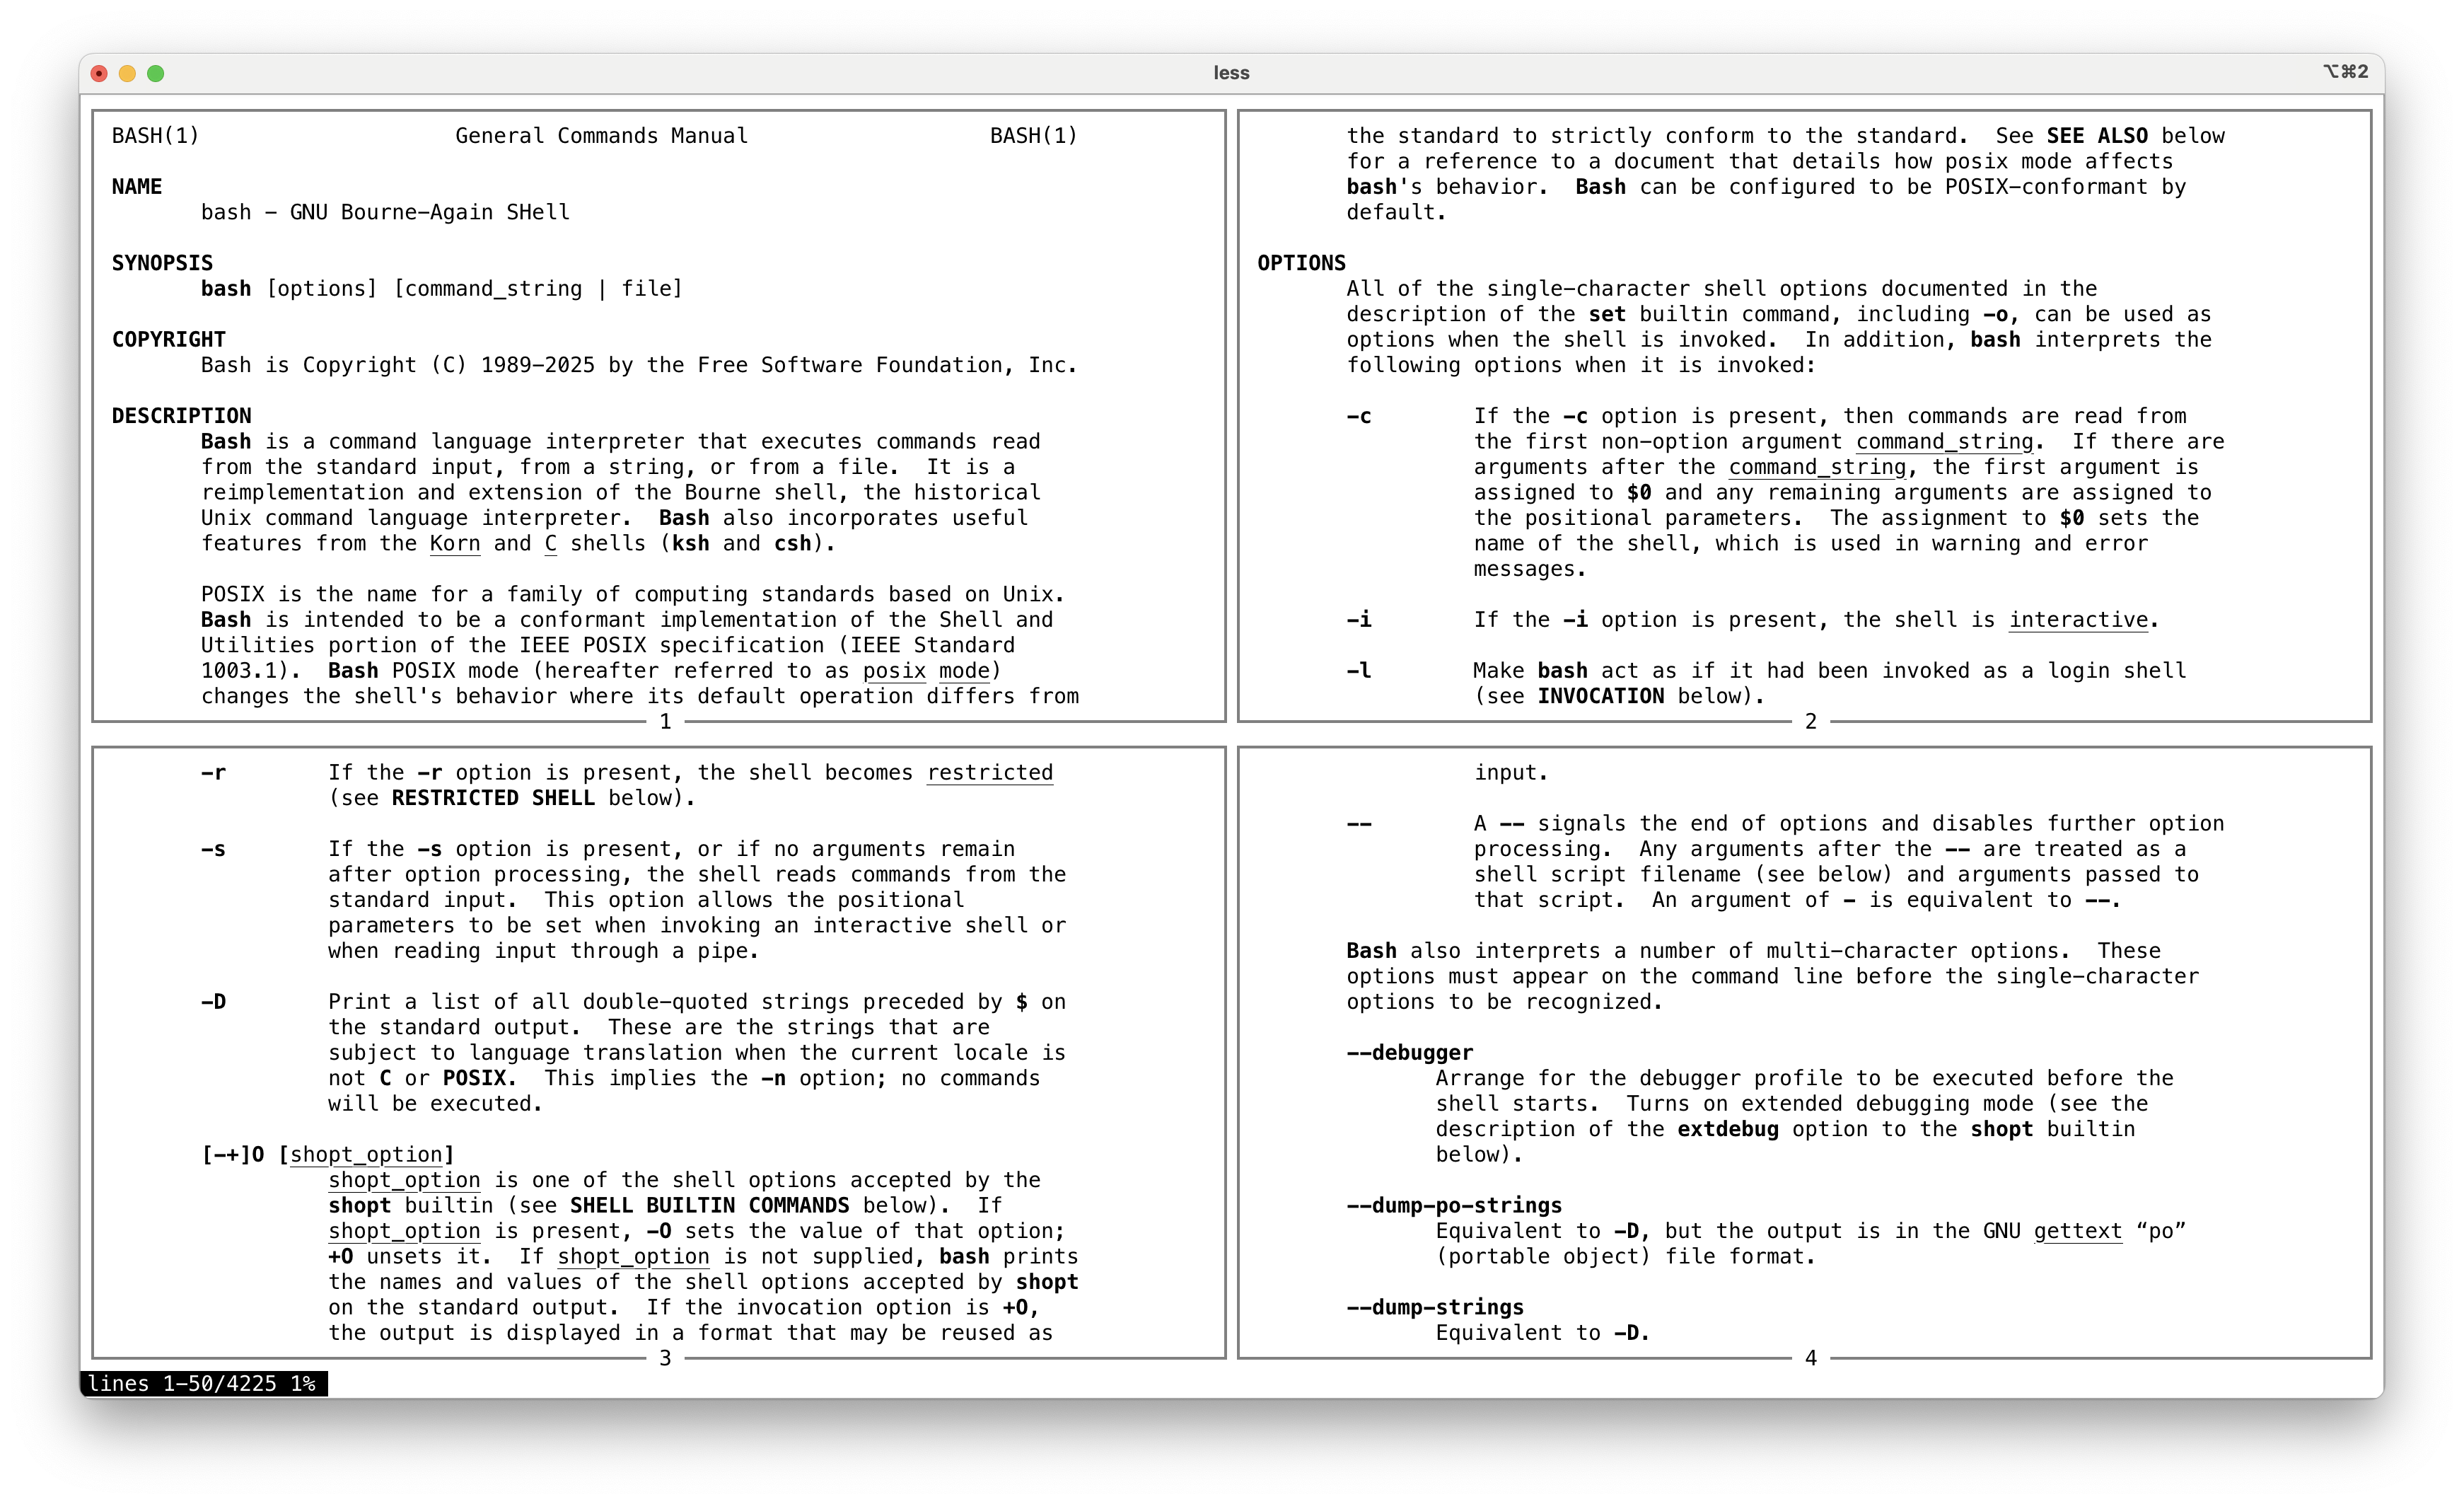 less
⌥⌘2
BASH(1) General Commands Manual BASH(1)
NAME
bash – GNU Bourne–Again SHell
SYNOPSIS
bash [options] [command_string | file]
COPYRIGHT
Bash is Copyright (C) 1989–2025 by the Free Software Foundation, Inc.
DESCRIPTION
Bash is a command language interpreter that executes commands read
from the standard input, from a string, or from a file. It is a
reimplementation and extension of the Bourne shell, the historical
Unix command language interpreter. Bash also incorporates useful
features from the Korn and C shells (ksh and csh).
POSIX is the name for a family of computing standards based on Unix.
Bash is intended to be a conformant implementation of the Shell and
Utilities portion of the IEEE POSIX specification (IEEE Standard
1003.1). Bash POSIX mode (hereafter referred to as posix mode)
changes the shell's behavior where its default operation differs from
1
the standard to strictly conform to the standard. See SEE ALSO below
for a reference to a document that details how posix mode affects
bash's behavior. Bash can be configured to be POSIX–conformant by
default.
OPTIONS
All of the single–character shell options documented in the
description of the set builtin command, including –o, can be used as
options when the shell is invoked. In addition, bash interprets the
following options when it is invoked:
–c If the –c option is present, then commands are read from
the first non–option argument command_string. If there are
arguments after the command_string, the first argument is
assigned to $0 and any remaining arguments are assigned to
the positional parameters. The assignment to $0 sets the
name of the shell, which is used in warning and error
messages.
–i If the –i option is present, the shell is interactive.
–l Make bash act as if it had been invoked as a login shell
(see INVOCATION below).
2
–r If the –r option is present, the shell becomes restricted
(see RESTRICTED SHELL below).
–s If the –s option is present, or if no arguments remain
after option processing, the shell reads commands from the
standard input. This option allows the positional
parameters to be set when invoking an interactive shell or
when reading input through a pipe.
–D Print a list of all double–quoted strings preceded by $ on
the standard output. These are the strings that are
subject to language translation when the current locale is
not C or POSIX. This implies the –n option; no commands
will be executed.
[–+]O [shopt_option]
shopt_option is one of the shell options accepted by the
shopt builtin (see SHELL BUILTIN COMMANDS below). If
shopt_option is present, –O sets the value of that option;
+O unsets it. If shopt_option is not supplied, bash prints
the names and values of the shell options accepted by shopt
on the standard output. If the invocation option is +O,
the output is displayed in a format that may be reused as
3
input.
–– A –– signals the end of options and disables further option
processing. Any arguments after the –– are treated as a
shell script filename (see below) and arguments passed to
that script. An argument of – is equivalent to ––.
Bash also interprets a number of multi–character options. These
options must appear on the command line before the single–character
options to be recognized.
––debugger
Arrange for the debugger profile to be executed before the
shell starts. Turns on extended debugging mode (see the
description of the extdebug option to the shopt builtin
below).
––dump–po–strings
Equivalent to –D, but the output is in the GNU gettext “po”
(portable object) file format.
––dump–strings
Equivalent to –D.
4
lines 1–50/4225 1%